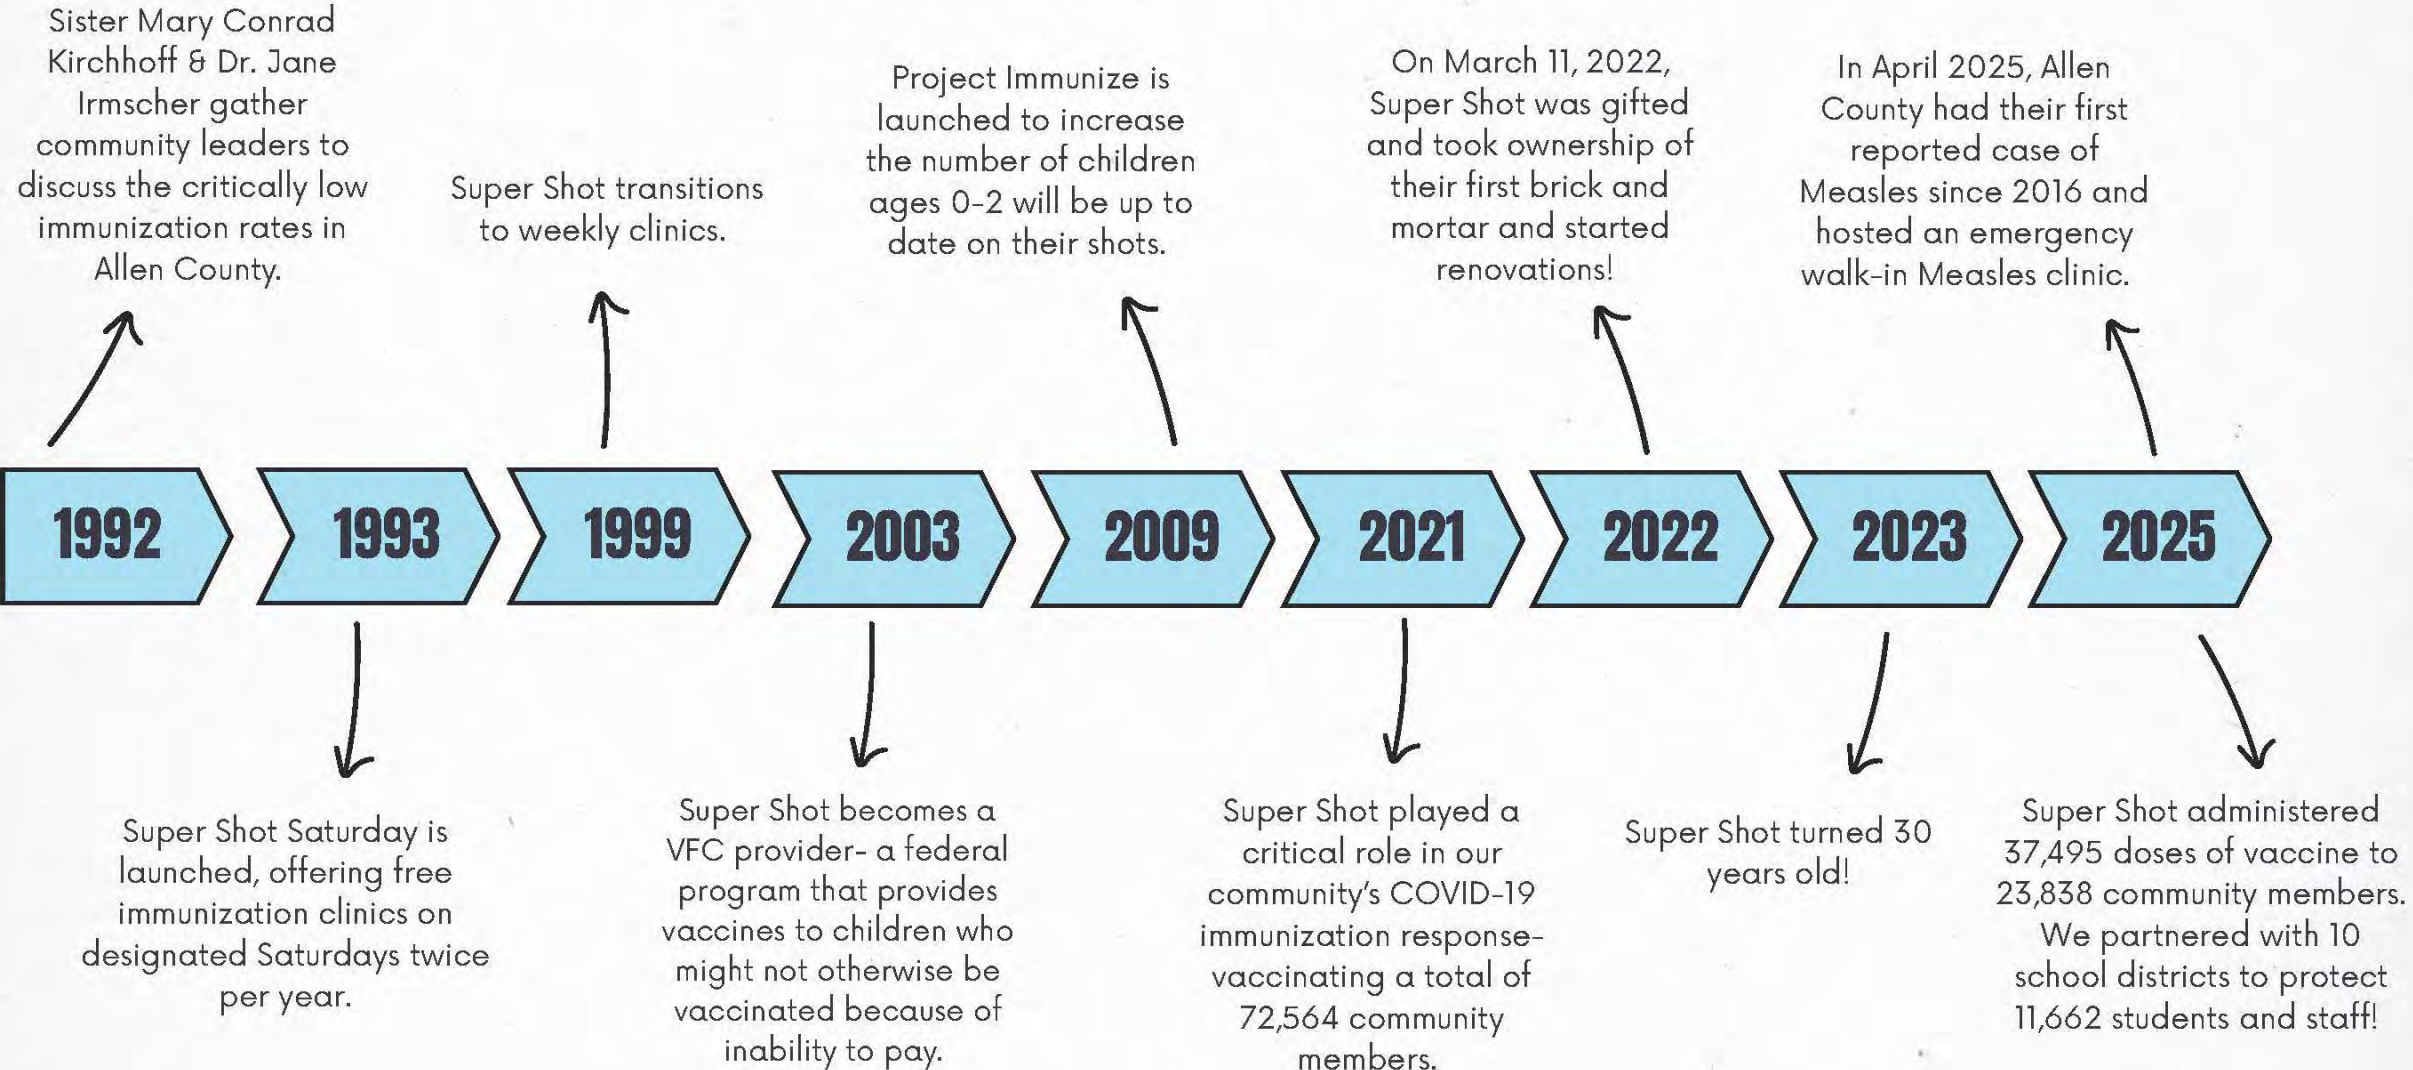 Sister Mary Conrad
Kirchhoff & Dr. Jane
Irmscher gather
community leaders to
discuss the critically low
immunization rates in
Allen County.
Super Shot transitions
to weekly clinics.
Project Immunize is
launched to increase
the number of children
ages 0-2 will be up to
date on their shots.
On March 11, 2022,
Super Shot was gifted
and took ownership of
their first brick and
mortar and started
renovations!
In April 2025, Allen
County had their first
reported case of
Measles since 2016 and
hosted an emergency
walk-in Measles clinic.
1992
1993
1999
2003
2009
2021
2022
2023
2025
Super Shot Saturday is
launched, offering free
immunization clinics on
designated Saturdays twice
per year.
Super Shot becomes a
VFC provider- a federal
program that provides
vaccines to children who
might not otherwise be
vaccinated because of
inability to pay.
Super Shot played a
critical role in our
community's COVID-19
immunization response-
vaccinating a total of
72,564 community
members.
Super Shot turned 30
years old!
Super Shot administered
37,495 doses of vaccine to
23,838 community members.
We partnered with 10
school districts to protect
11,662 students and staff!